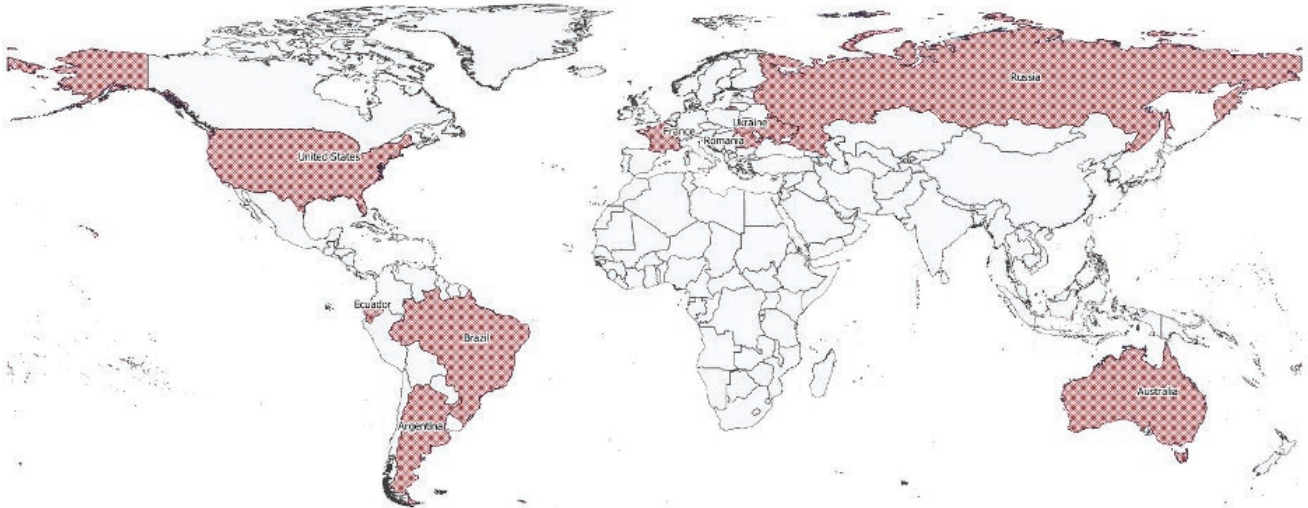 Russia
Ukraine
France
Romania
United States
Ecuador
Brazil
Australia
Argentina